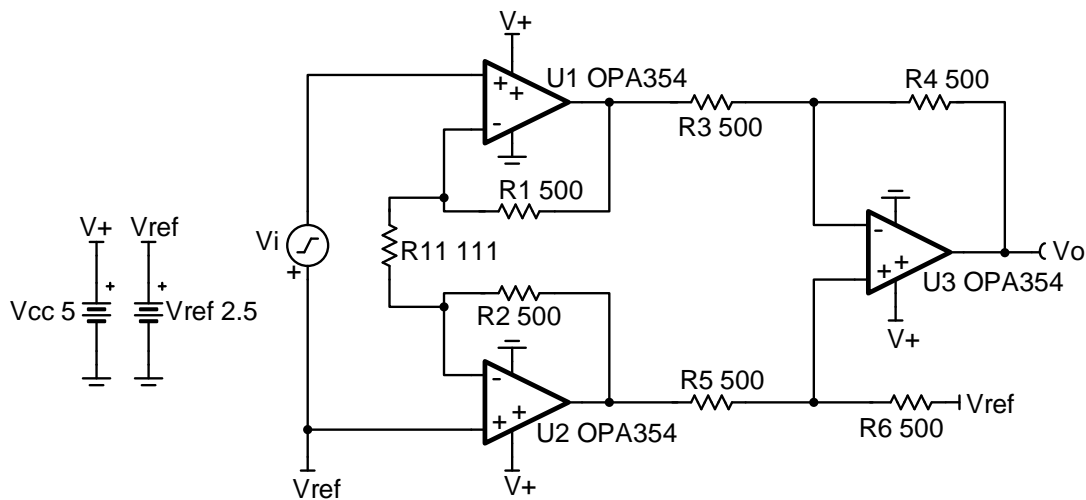 V+
U1 OPA354
R3 500
R4 500
R1 500
V+
Vref
Vi
R11 111
Vcc 5
Vref 2.5
R2 500
U3 OPA354
Vo
V+
R5 500
U2 OPA354
R6 500
Vref
Vref
V+